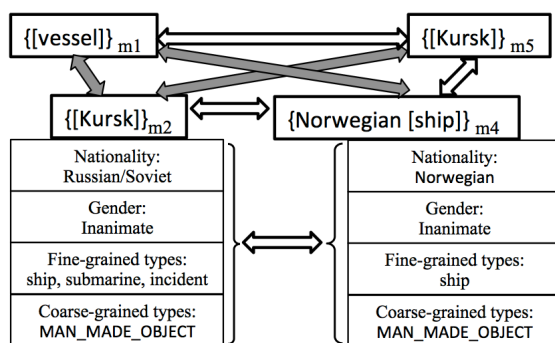 {[vessel]} m1
{[Kursk]} m5
{[Kursk]} m2
{Norwegian [ship]} m4
Nationality:
Russian/Soviet
Gender:
Inanimate
Fine-grained types:
ship, submarine, incident
Coarse-grained types:
MAN_MADE_OBJECT
Nationality:
Norwegian
Gender:
Inanimate
Fine-grained types:
ship
Coarse-grained types:
MAN_MADE_OBJECT